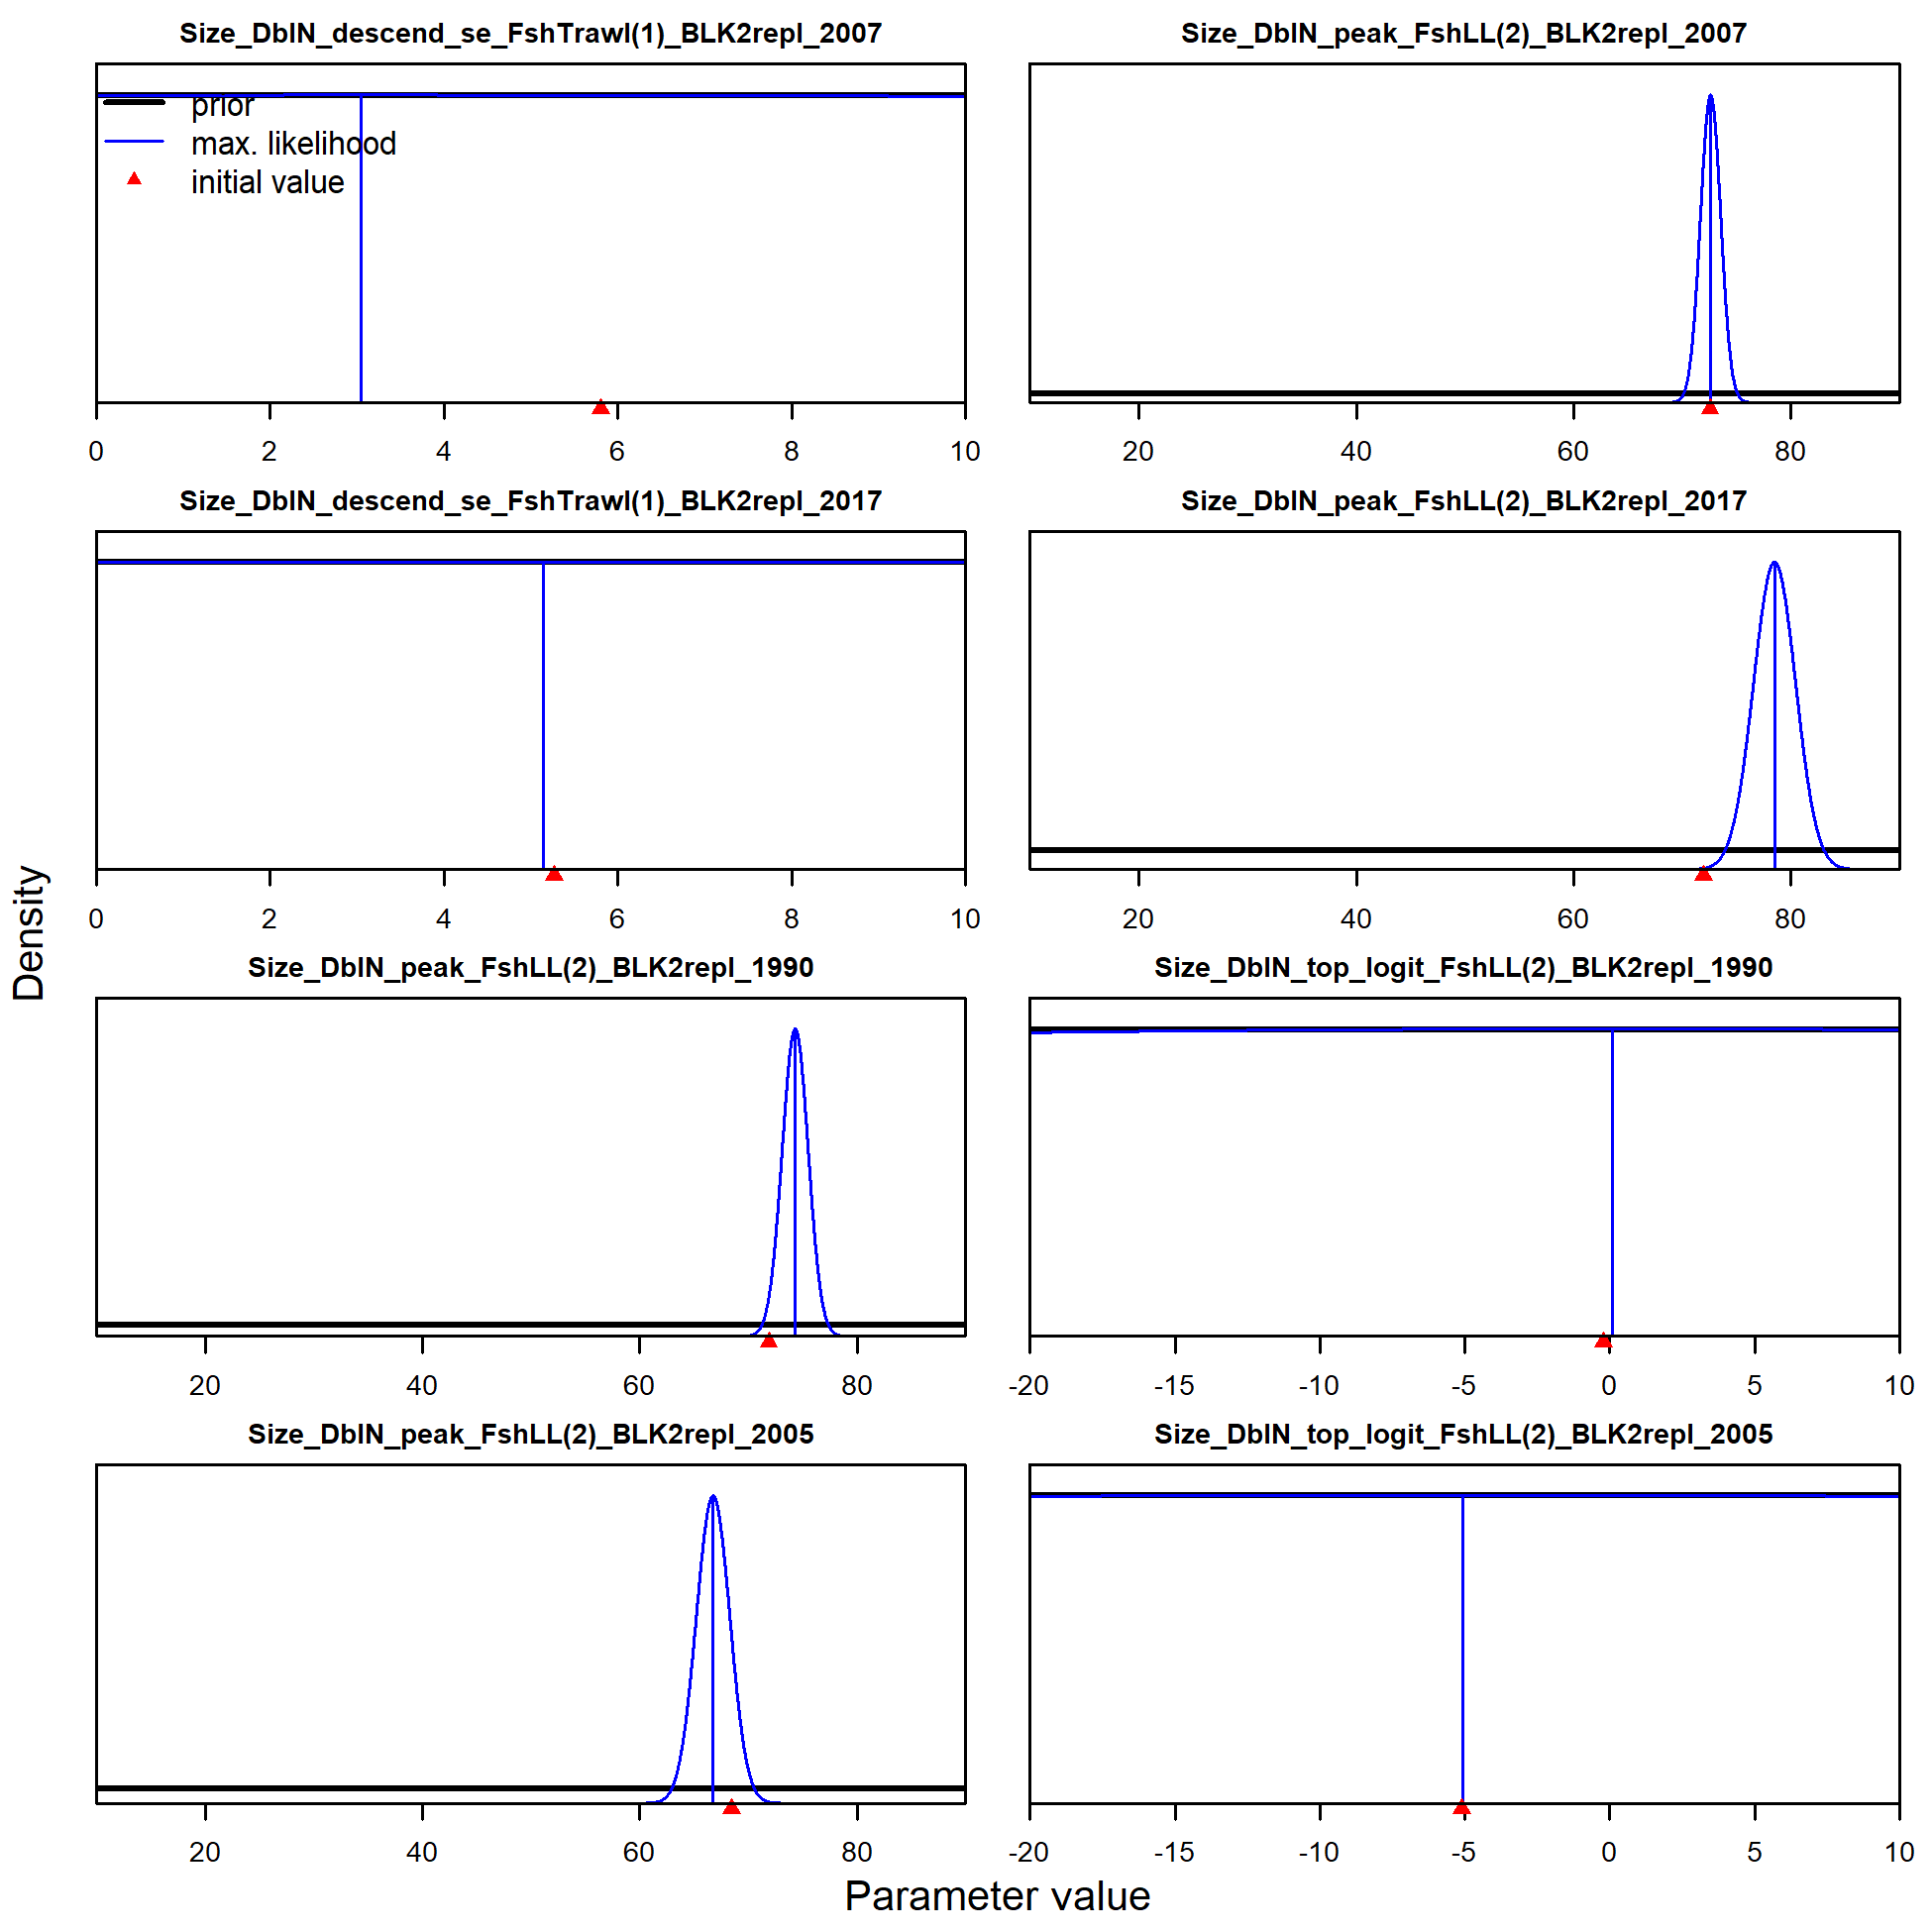 Size_DblN_descend_se_FshTrawl(1)_BLK2repl_2007
prior
max. likelihood
initial value
0 2 4 6 8 10
Size_DblN_peak_FshLL(2)_BLK2repl_2007
20 40 60 80
Size_DblN_descend_se_FshTrawl(1)_BLK2repl_2017
0 2 4 6 8 10
Size_DblN_peak_FshLL(2)_BLK2repl_2017
20 40 60 80
Size_DblN_peak_FshLL(2)_BLK2repl_1990
20 40 60 80
Size_DblN_top_logit_FshLL(2)_BLK2repl_1990
-20 -15 -10 -5 0 5 10
Size_DblN_peak_FshLL(2)_BLK2repl_2005
20 40 60 80
Size_DblN_top_logit_FshLL(2)_BLK2repl_2005
-20 -15 -10 -5 0 5 10
Density
Parameter value